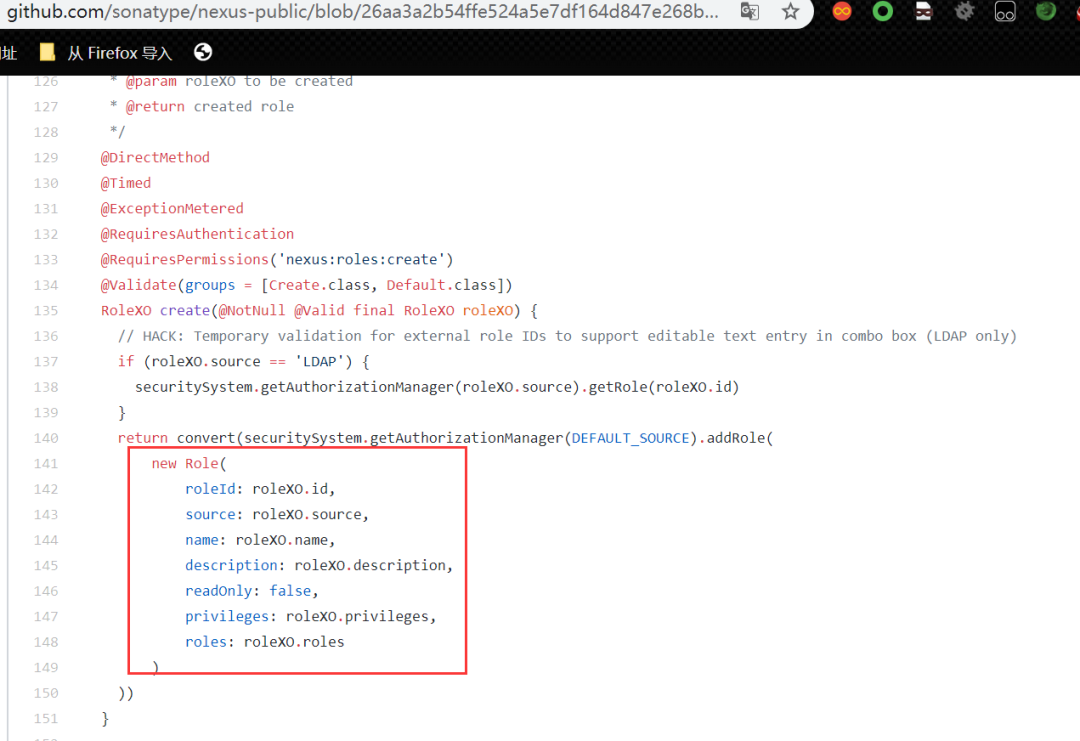 github.com/sonatype/nexus-public/blob/26aa3a2b54ffe524a5e7df164d847e268b...
址 从 Firefox 导入
126 * @param roleXO to be created
127 * @return created role
128 */
129 @DirectMethod
130 @Timed
131 @ExceptionMetered
132 @RequiresAuthentication
133 @RequiresPermissions('nexus:roles:create')
134 @Validate(groups = [Create.class, Default.class])
135 RoleXO create(@NotNull @Valid final RoleXO roleXO) {
136 // HACK: Temporary validation for external role IDs to support editable text entry in combo box (LDAP only)
137 if (roleXO.source == 'LDAP') {
138 securitySystem.getAuthorizationManager(roleXO.source).getRole(roleXO.id)
139 }
140 return convert(securitySystem.getAuthorizationManager(DEFAULT_SOURCE).addRole(
141 new Role(
142 roleId: roleXO.id,
143 source: roleXO.source,
144 name: roleXO.name,
145 description: roleXO.description,
146 readOnly: false,
147 privileges: roleXO.privileges,
148 roles: roleXO.roles
149 )
150 ))
151 }